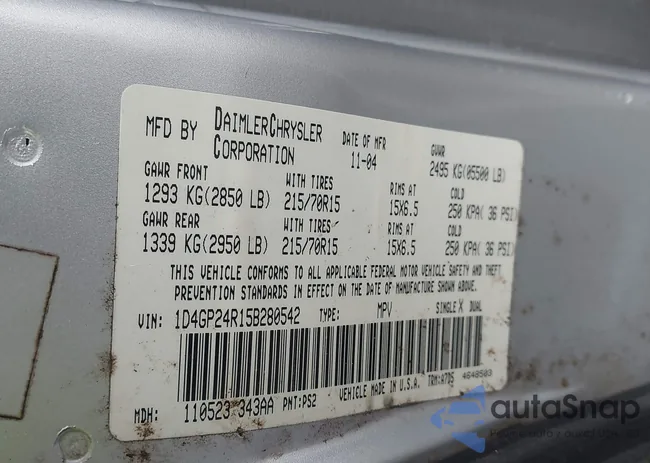 MFD BY DAIMLERCHRYSLER CORPORATION DATE OF MFR 11-04 GVWR 2495 KG(05500 LB)
GAWR FRONT WITH TIRES RIMS AT COLD
1293 KG(2850 LB) 215/70R15 15X6.5 250 KPA( 36 PSI)
GAWR REAR WITH TIRES RIMS AT COLD
1339 KG(2950 LB) 215/70R15 15X6.5 250 KPA( 36 PSI)
THIS VEHICLE CONFORMS TO ALL APPLICABLE FEDERAL MOTOR VEHICLE SAFETY AND THEFT
PREVENTION STANDARDS IN EFFECT ON THE DATE OF MANUFACTURE SHOWN ABOVE.
VIN: 1D4GP24R15B280542 TYPE: MPV SINGLE X DUAL
MDH: 110523 343AA PNT:PS2 VEHICLE MADE IN U.S.A. TRM:A7D5 4648503
autoSnap